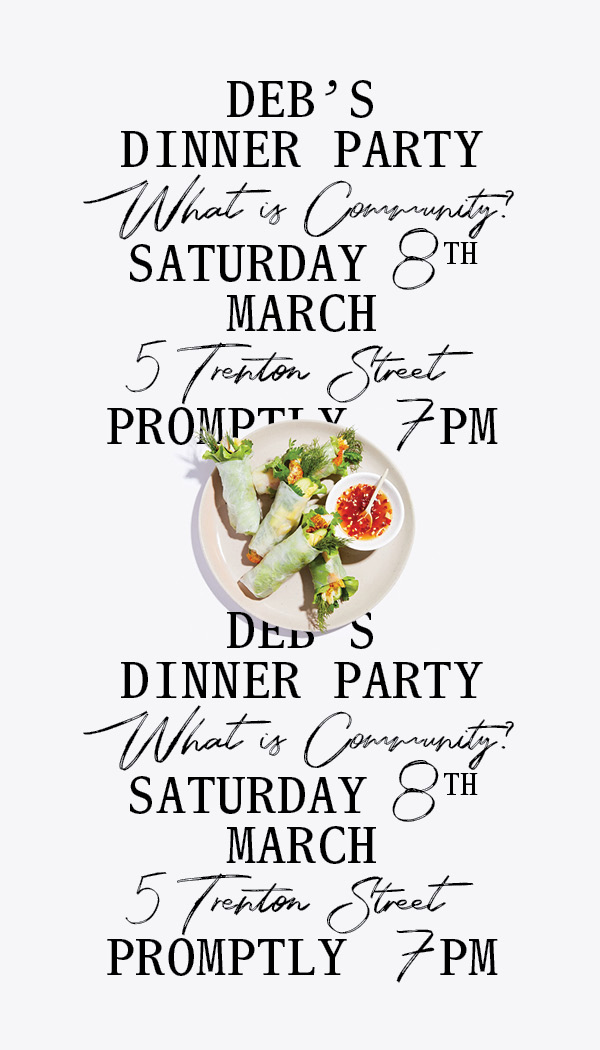 DEB’S
DINNER PARTY
What is Community?
SATURDAY 8TH
MARCH
5 Trenton Street
PROMPTLY 7PM
DEB’S
DINNER PARTY
What is Community?
SATURDAY 8TH
MARCH
5 Trenton Street
PROMPTLY 7PM